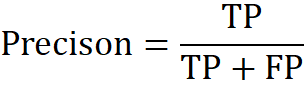 Precison = TP / TP + FP